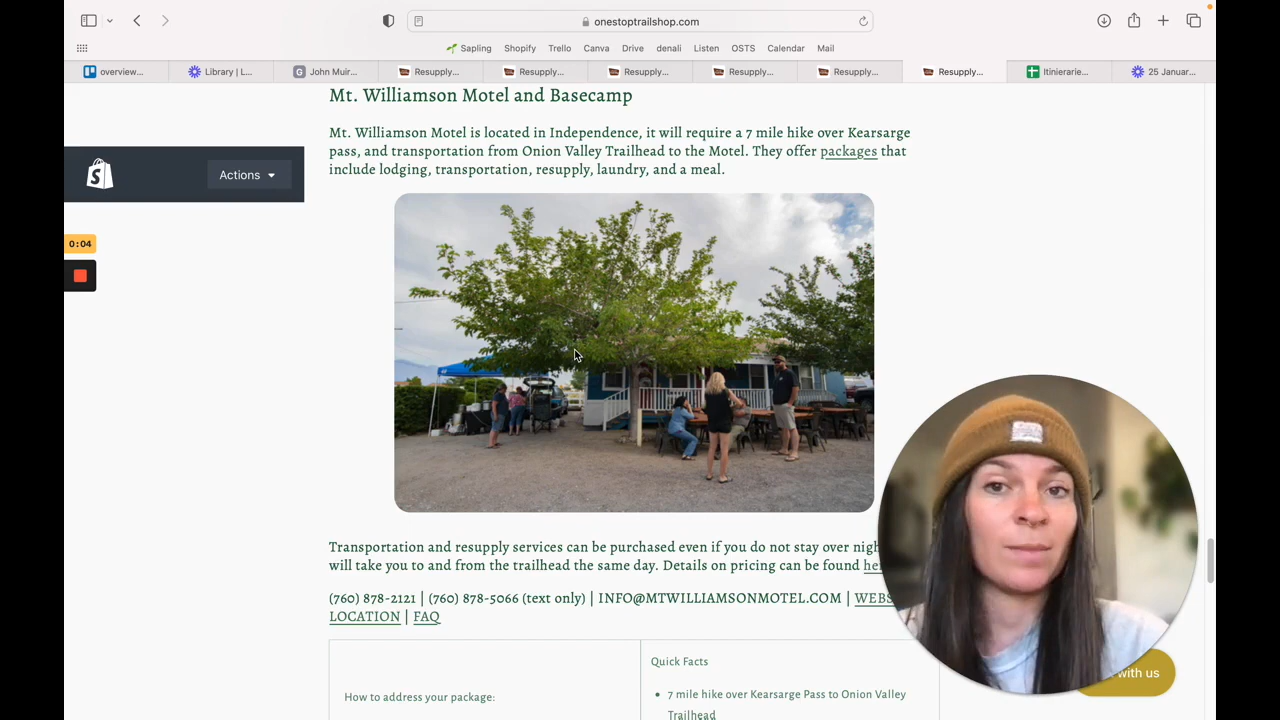 onestoptrailshop.com
Sapling Shopify Trello Canva Drive denali Listen OSTS Calendar Mail
overview... Library | L... John Muir... Resupply... Resupply... Resupply... Resupply... Resupply... Resupply... Itinierarie... 25 Januar...
Mt. Williamson Motel and Basecamp
Mt. Williamson Motel is located in Independence, it will require a 7 mile hike over Kearsarge
pass, and transportation from Onion Valley Trailhead to the Motel. They offer packages that
include lodging, transportation, resupply, laundry, and a meal.
Actions
0:04
Transportation and resupply services can be purchased even if you do not stay over nigh
will take you to and from the trailhead the same day. Details on pricing can be found he
(760) 878-2121 | (760) 878-5066 (text only) | INFO@MTWILLIAMSONMOTEL.COM | WEBS
LOCATION | FAQ
Quick Facts
How to address your package:
7 mile hike over Kearsarge Pass to Onion Valley
Trailhead
with us